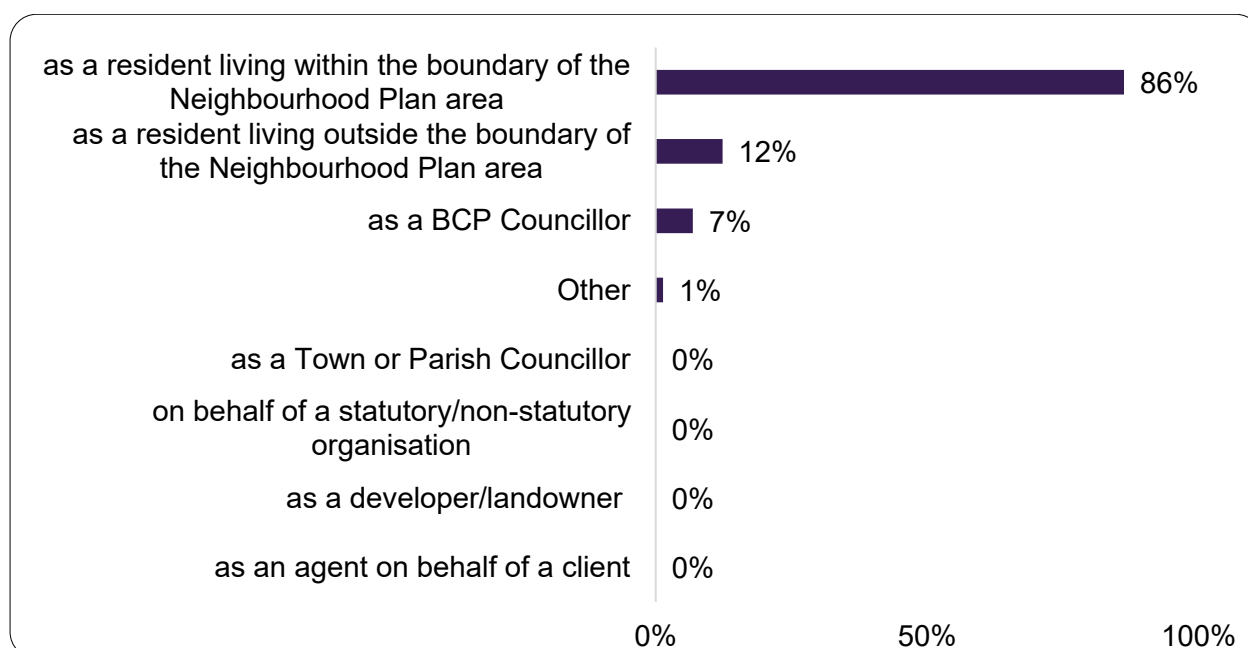 as a resident living within the boundary of the
Neighbourhood Plan area
86%
as a resident living outside the boundary of
the Neighbourhood Plan area
12%
as a BCP Councillor
7%
Other
1%
as a Town or Parish Councillor
0%
on behalf of a statutory/non-statutory
organisation
0%
as a developer/landowner
0%
as an agent on behalf of a client
0%
0%
50%
100%